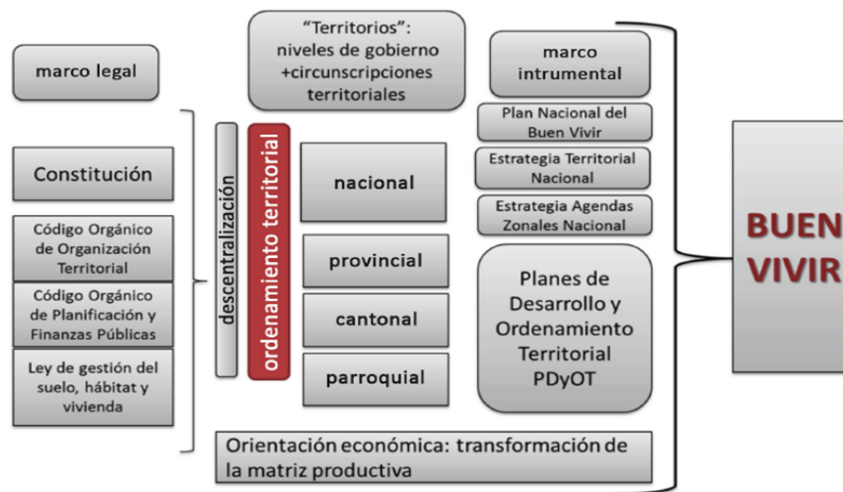 marco legal
Constitución
Código Orgánico
de Organización
Territorial
Código Orgánico
de Planificación y
Finanzas Públicas
Ley de gestión del
suelo, hábitat y
vivienda
descentralización
ordenamiento territorial
“Territorios”:
niveles de gobierno
+circunscripciones
territoriales
nacional
provincial
cantonal
parroquial
marco
intrumental
Plan Nacional del
Buen Vivir
Estrategia Territorial
Nacional
Estrategia Agendas
Zonales Nacional
Planes de
Desarrollo y
Ordenamiento
Territorial
PDyOT
Orientación económica: transformación de
la matriz productiva
BUEN
VIVIR